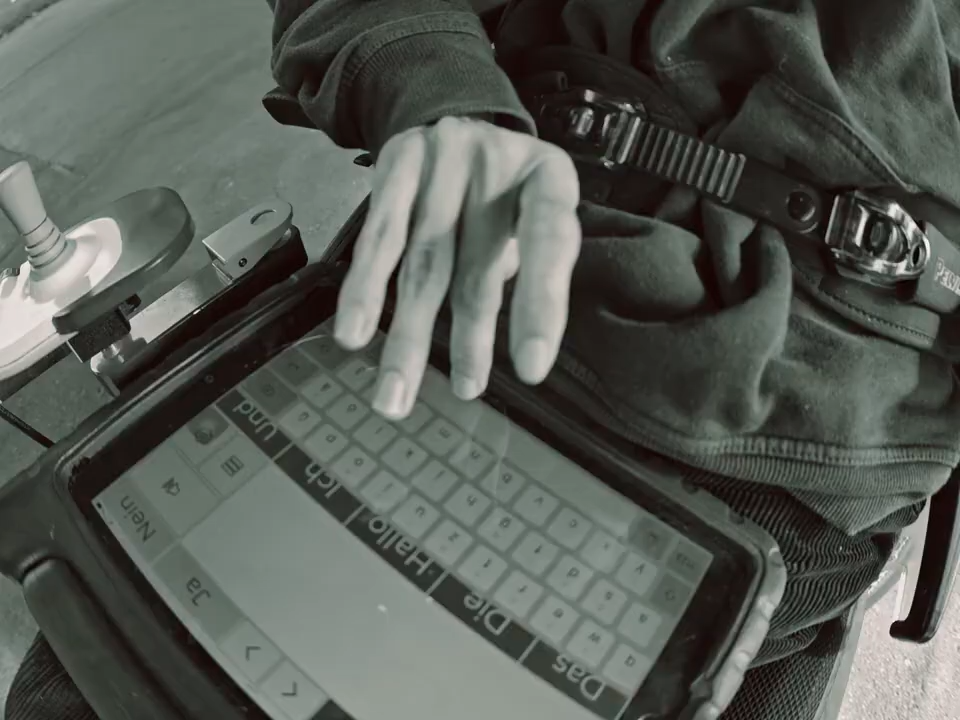 Ja Nein
Das Die Hallo Ich Und
q w e r t z u i o p ü
a s d f g h j k l ö ä
y x c v b n m